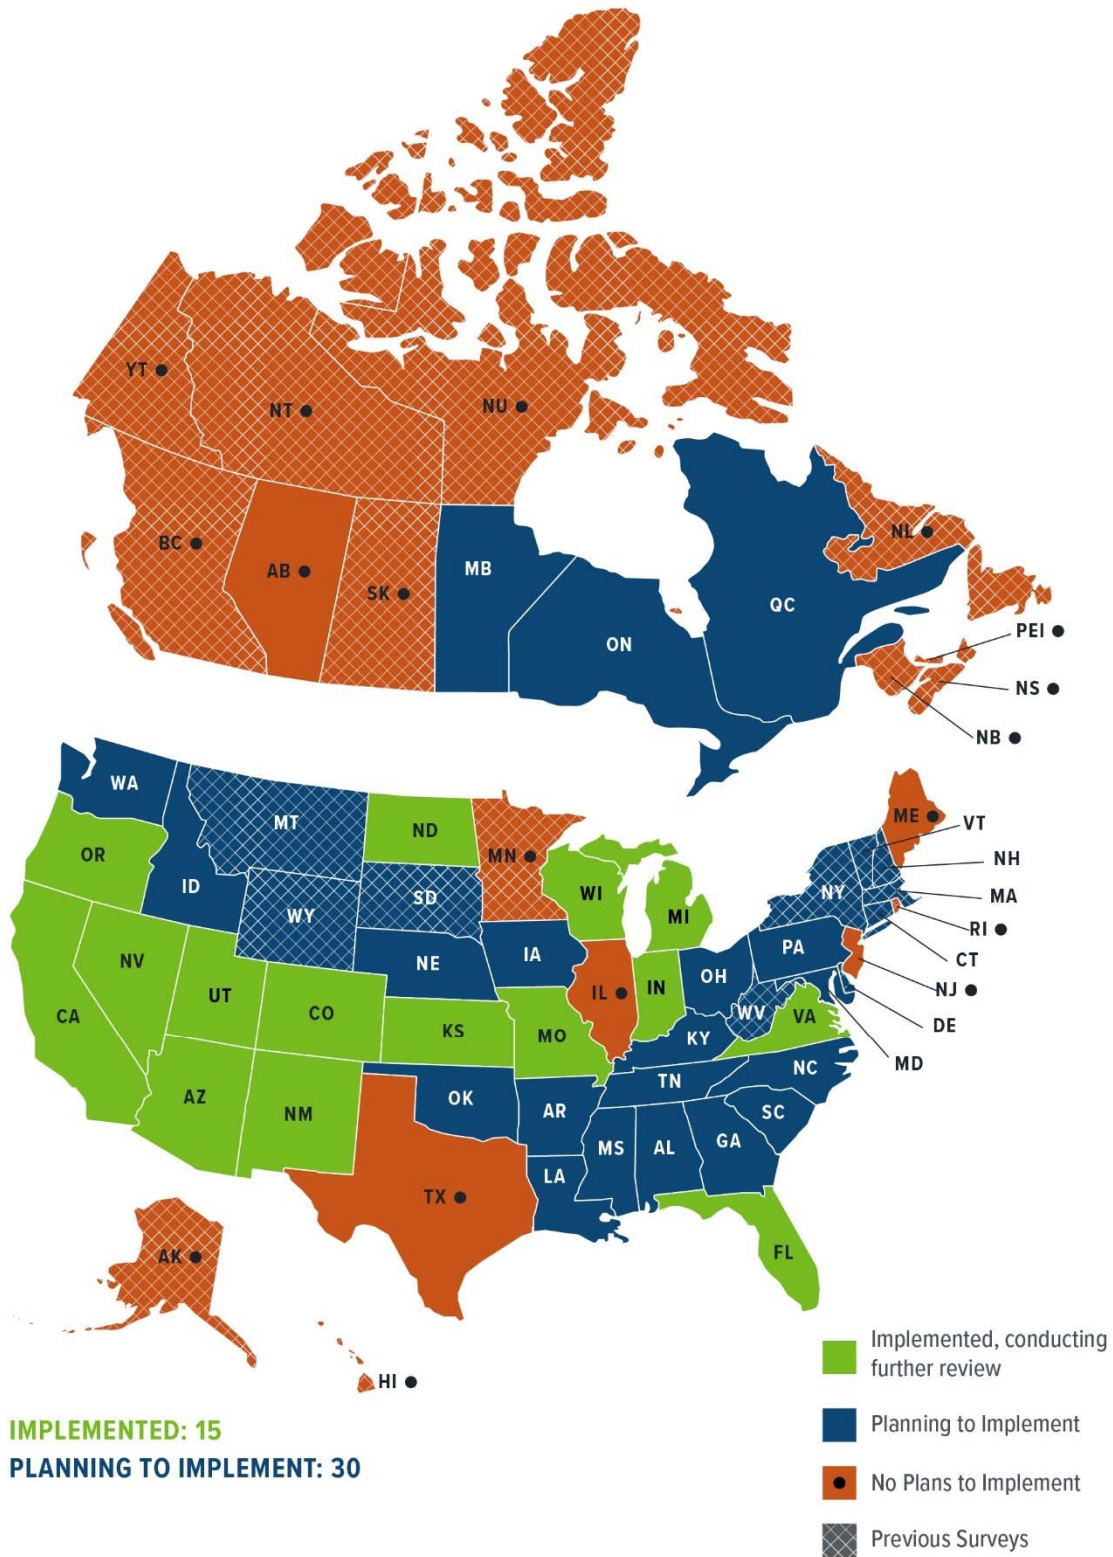 YT
NT
NU
BC
AB
SK
MB
ON
QC
NL
PEI
NS
NB
WA
MT
ND
MN
ME
VT
OR
ID
WY
SD
WI
MI
NY
NH
MA
RI
NV
UT
CO
NE
IA
IL
IN
OH
PA
CT
NJ
CA
KS
MO
WV
VA
DE
KY
MD
AZ
NM
OK
AR
TN
NC
SC
MS
AL
GA
LA
TX
FL
AK
HI
Implemented, conducting
further review
Planning to Implement
No Plans to Implement
Previous Surveys
IMPLEMENTED: 15
PLANNING TO IMPLEMENT: 30